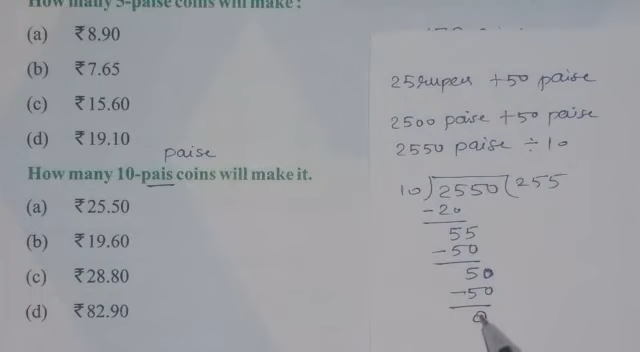 How many 5-paise coins will make :
(a) ₹8.90
(b) ₹7.65
(c) ₹15.60
(d) ₹19.10
paise
How many 10-pais coins will make it.
(a) ₹25.50
(b) ₹19.60
(c) ₹28.80
(d) ₹82.90
25 rupees + 50 paise
2500 paise + 50 paise
2550 paise ÷ 10
10)2550(255
-20
55
-50
50
-50
0